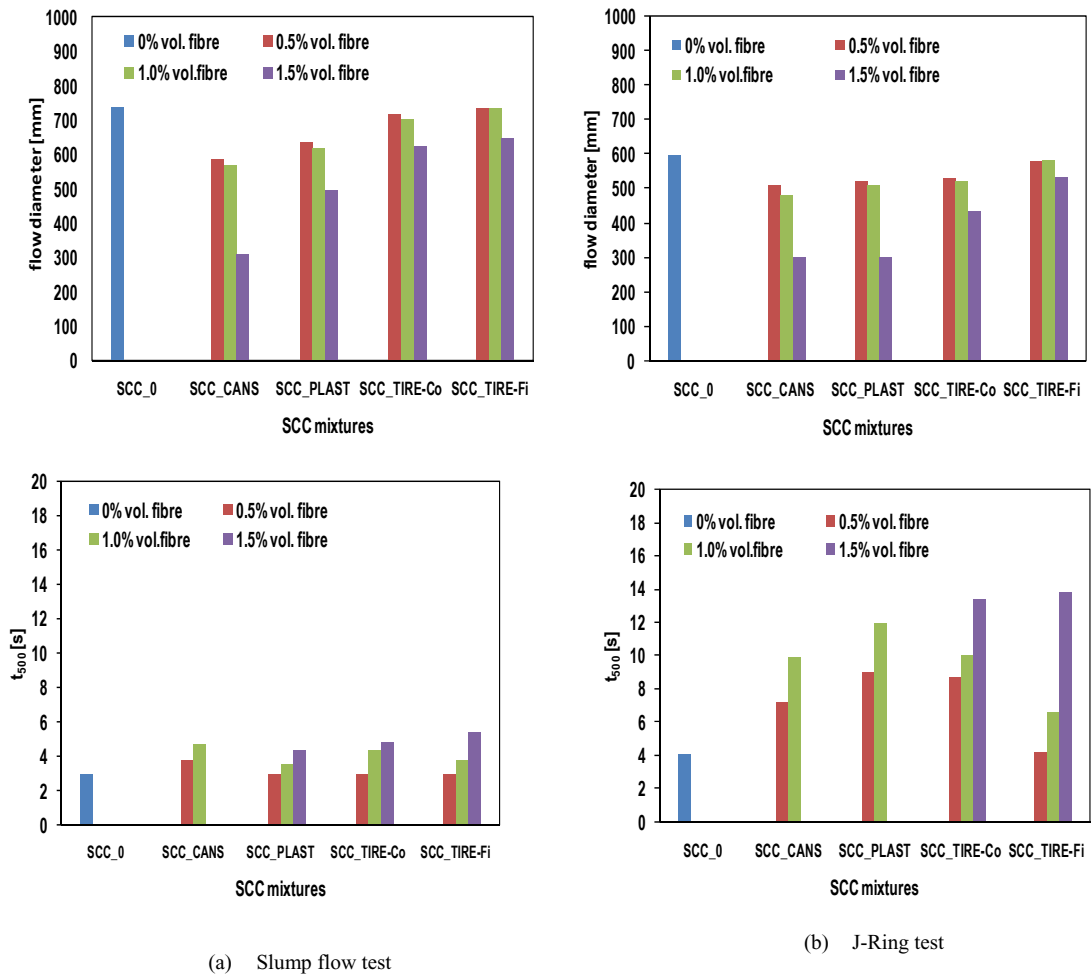 1000
900
800
700
600
500
400
300
200
100
0
flow diameter [mm]
0% vol. fibre
0.5% vol. fibre
1.0% vol.fibre
1.5% vol. fibre
SCC_0
SCC_CANS
SCC_PLAST
SCC_TIRE-Co
SCC_TIRE-Fi
SCC mixtures
1000
900
800
700
600
500
400
300
200
100
0
flow diameter [mm]
0% vol. fibre
0.5% vol. fibre
1.0% vol.fibre
1.5% vol. fibre
SCC_0
SCC_CANS
SCC_PLAST
SCC_TIRE-Co
SCC_TIRE-Fi
SCC mixtures
20
18
16
14
12
10
8
6
4
2
0
t500 [s]
0% vol. fibre
0.5% vol. fibre
1.0% vol.fibre
1.5% vol. fibre
SCC_0
SCC_CANS
SCC_PLAST
SCC_TIRE-Co
SCC_TIRE-Fi
SCC mixtures
(a) Slump flow test
20
18
16
14
12
10
8
6
4
2
0
t500 [s]
0% vol. fibre
0.5% vol. fibre
1.0% vol.fibre
1.5% vol. fibre
SCC_0
SCC_CANS
SCC_PLAST
SCC_TIRE-Co
SCC_TIRE-Fi
SCC mixtures
(b) J-Ring test